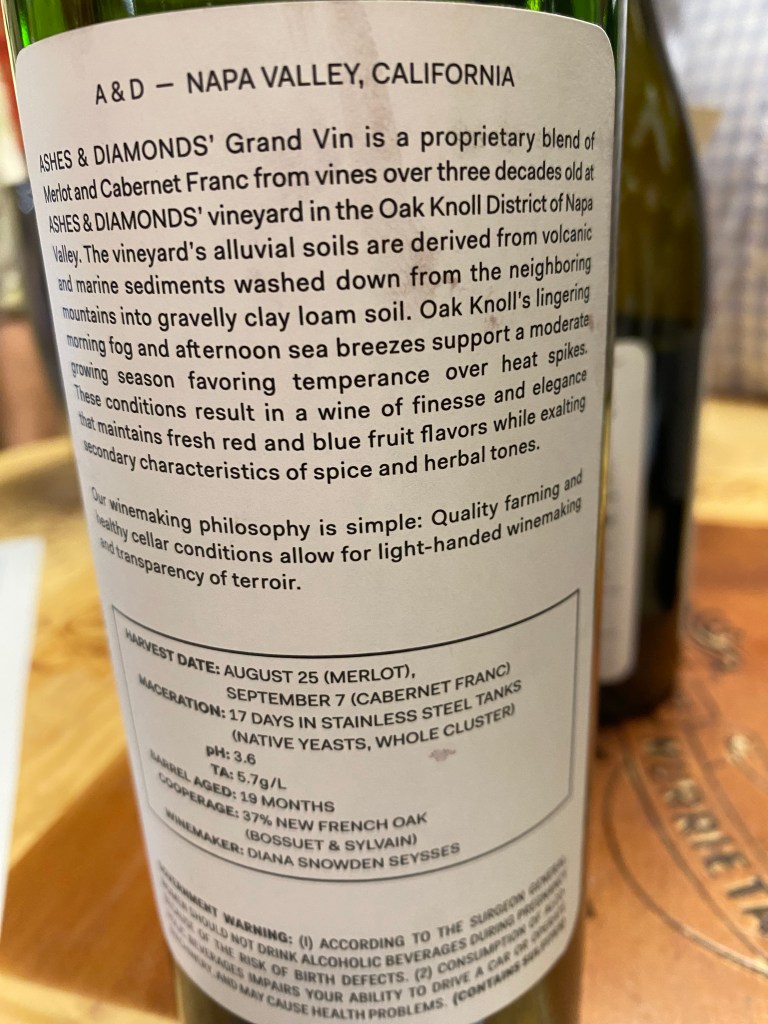 A & D — NAPA VALLEY, CALIFORNIA
ASHES & DIAMONDS' Grand Vin is a proprietary blend of
Merlot and Cabernet Franc from vines over three decades old at
ASHES & DIAMONDS' vineyard in the Oak Knoll District of Napa
Valley. The vineyard's alluvial soils are derived from volcanic
and marine sediments washed down from the neighboring
mountains into gravelly clay loam soil. Oak Knoll's lingering
morning fog and afternoon sea breezes support a moderate
growing season favoring temperance over heat spikes.
These conditions result in a wine of finesse and elegance
that maintains fresh red and blue fruit flavors while exalting
secondary characteristics of spice and herbal tones.
Our winemaking philosophy is simple: Quality farming and
healthy cellar conditions allow for light-handed winemaking
and transparency of terroir.
HARVEST DATE: AUGUST 25 (MERLOT),
SEPTEMBER 7 (CABERNET FRANC)
MACERATION: 17 DAYS IN STAINLESS STEEL TANKS
(NATIVE YEASTS, WHOLE CLUSTER)
pH: 3.6
TA: 5.7g/L
BARREL AGED: 19 MONTHS
COOPERAGE: 37% NEW FRENCH OAK
(BOSSUET & SYLVAIN)
WINEMAKER: DIANA SNOWDEN SEYSSES
GOVERNMENT WARNING: (1) ACCORDING TO THE SURGEON GENERAL,
WOMEN SHOULD NOT DRINK ALCOHOLIC BEVERAGES DURING PREGNANCY
BECAUSE OF THE RISK OF BIRTH DEFECTS. (2) CONSUMPTION OF
BEVERAGES IMPAIRS YOUR ABILITY TO DRIVE A CAR OR
AND MAY CAUSE HEALTH PROBLEMS. (CONTAINS